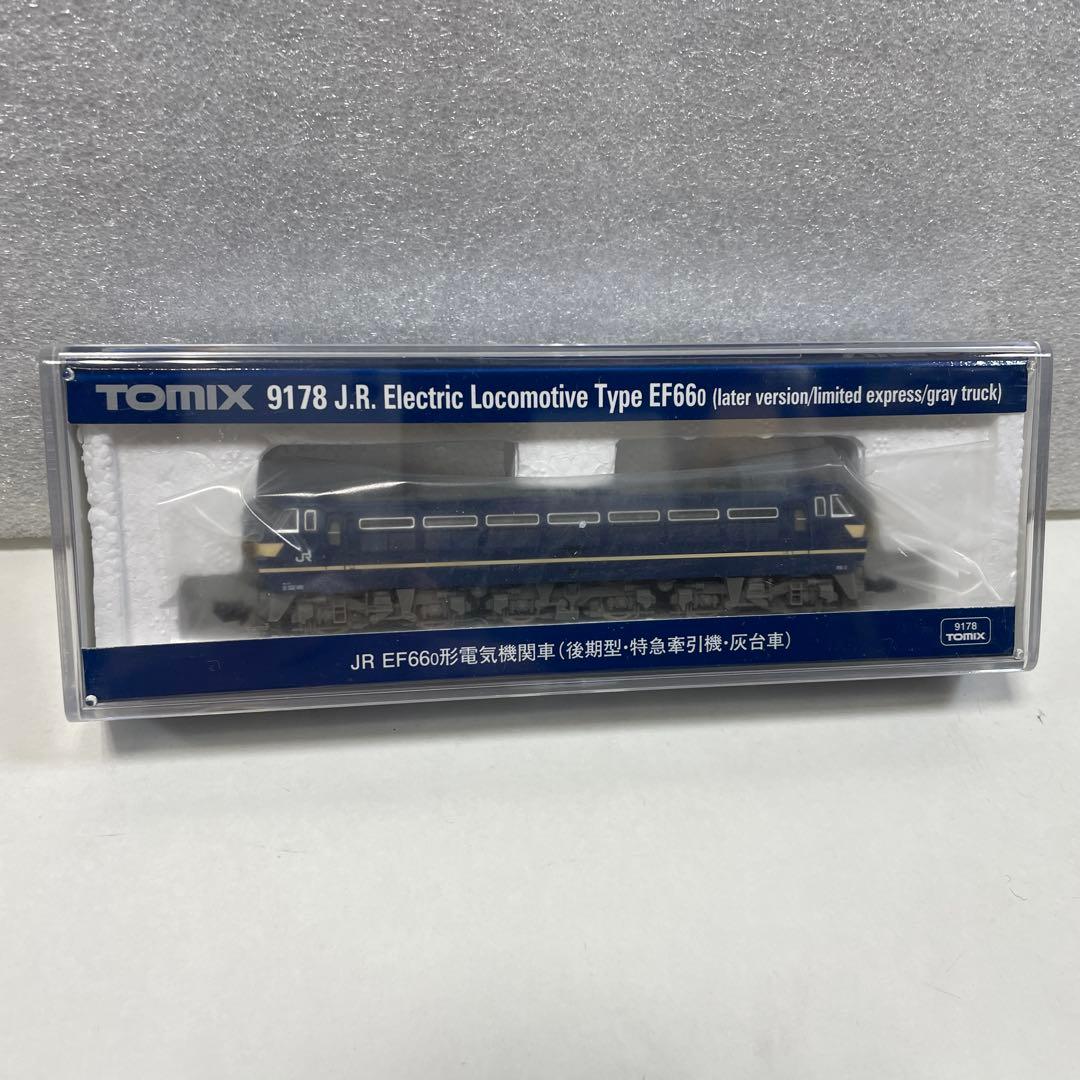 TOMIX 9178 J.R. Electric Locomotive Type EF660 (later version/limited express/gray truck)
JR
JR EF660形電気機関車(後期型・特急牽引機・灰台車)
9178
TOMIX